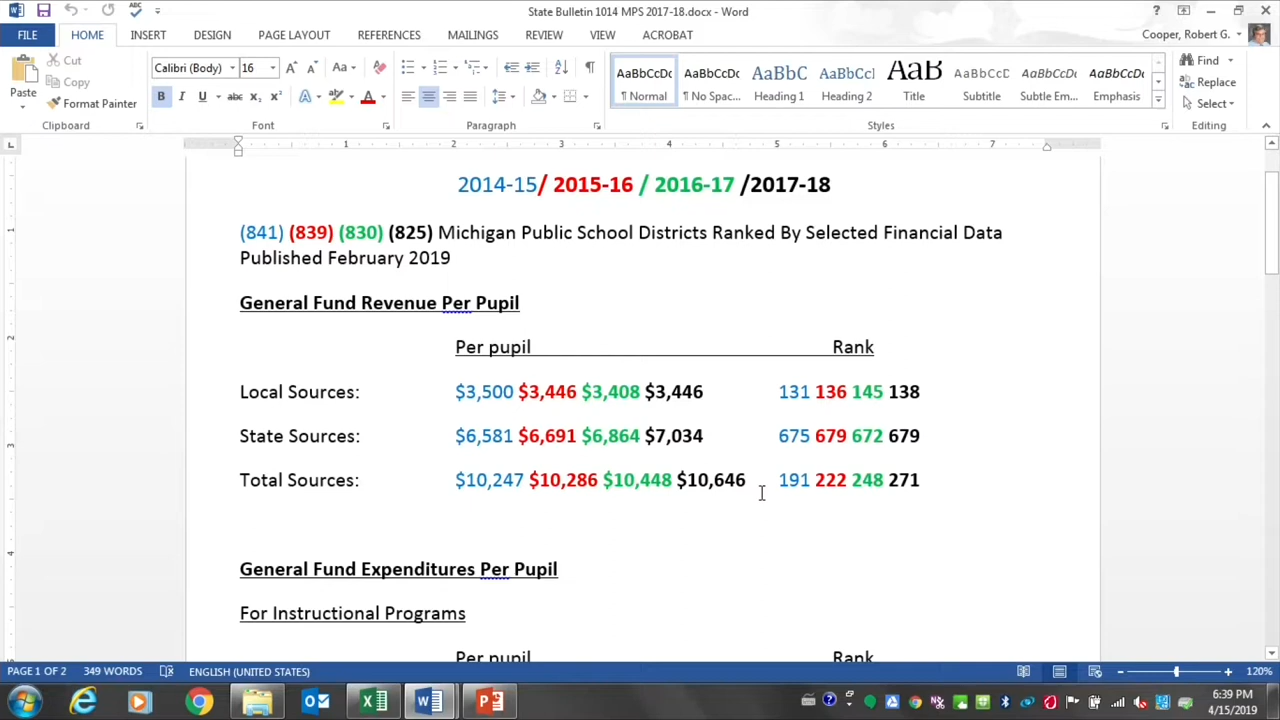 State Bulletin 1014 MPS 2017-18.docx - Word
FILE HOME INSERT DESIGN PAGE LAYOUT REFERENCES MAILINGS REVIEW VIEW ACROBAT Cooper, Robert G.
Paste
Cut
Copy
Format Painter
Clipboard
Calibri (Body) 16
Font
Paragraph
AaBbCcDc AaBbCcDc AaBbC AaBbCcl AaB AaBbCcDc AaBbCcDc AaBbCcDc
¶ Normal ¶ No Spac... Heading 1 Heading 2 Title Subtitle Subtle Em... Emphasis
Styles
Find
Replace
Select
Editing
2014-15/ 2015-16 / 2016-17 /2017-18
(841) (839) (830) (825) Michigan Public School Districts Ranked By Selected Financial Data
Published February 2019
General Fund Revenue Per Pupil
Per pupil Rank
Local Sources: $3,500 $3,446 $3,408 $3,446 131 136 145 138
State Sources: $6,581 $6,691 $6,864 $7,034 675 679 672 679
Total Sources: $10,247 $10,286 $10,448 $10,646 191 222 248 271
General Fund Expenditures Per Pupil
For Instructional Programs
Per pupil Rank
PAGE 1 OF 2 349 WORDS ENGLISH (UNITED STATES) 120%
6:39 PM
4/15/2019